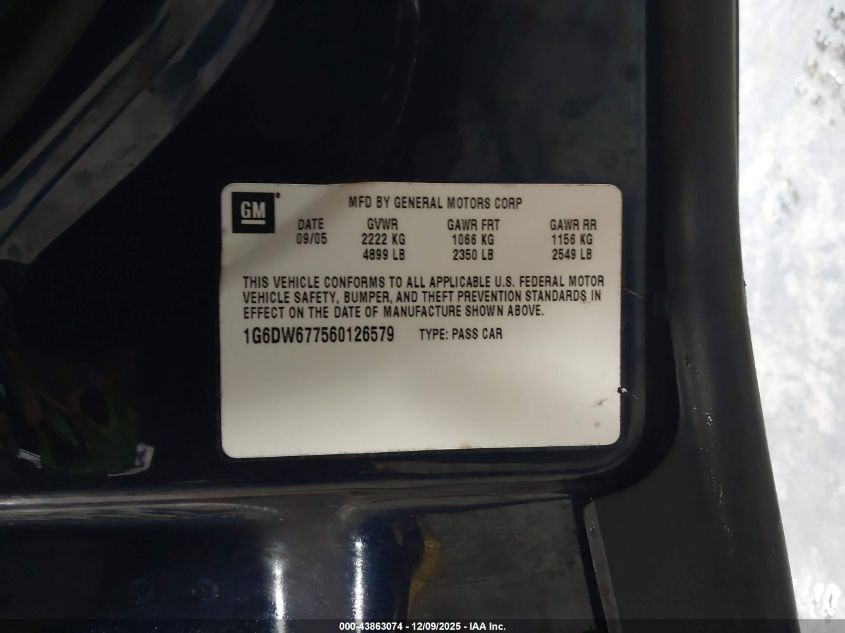 GM
MFD BY GENERAL MOTORS CORP
DATE GVWR GAWR FRT GAWR RR
09/05 2222 KG 1066 KG 1156 KG
4899 LB 2350 LB 2549 LB
THIS VEHICLE CONFORMS TO ALL APPLICABLE U.S. FEDERAL MOTOR
VEHICLE SAFETY, BUMPER, AND THEFT PREVENTION STANDARDS IN
EFFECT ON THE DATE OF MANUFACTURE SHOWN ABOVE.
1G6DW677560126579 TYPE: PASS CAR
000-43863074 - 12/09/2025 - IAA Inc.